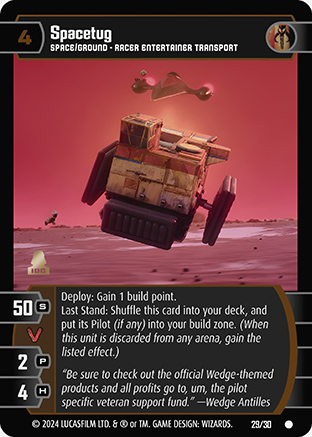 4
Spacetug
SPACE/GROUND - RACER ENTERTAINER TRANSPORT
IDC
50 S
Deploy: Gain 1 build point.
Last Stand: Shuffle this card into your deck, and
put its Pilot (if any) into your build zone. (When
this unit is discarded from any arena, gain the
listed effect.)
2 P
4 H
“Be sure to check out the official Wedge-themed
products and all profits go to, um, the pilot
specific veteran support fund.” —Wedge Antilles
© 2024 LUCASFILM LTD. & ® or TM. GAME DESIGN: WIZARDS.
29/30